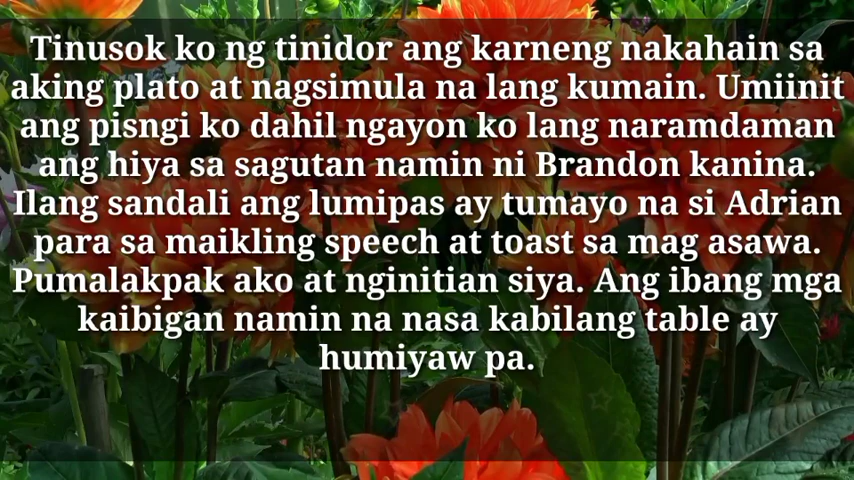 Tinusok ko ng tinidor ang karneng nakahain sa
aking plato at nagsimula na lang kumain. Umiinit
ang pisngi ko dahil ngayon ko lang naramdaman
ang hiya sa sagutan namin ni Brandon kanina.
Ilang sandali ang lumipas ay tumayo na si Adrian
para sa maikling speech at toast sa mag asawa.
Pumalakpak ako at nginitian siya. Ang ibang mga
kaibigan namin na nasa kabilang table ay
humiyaw pa.